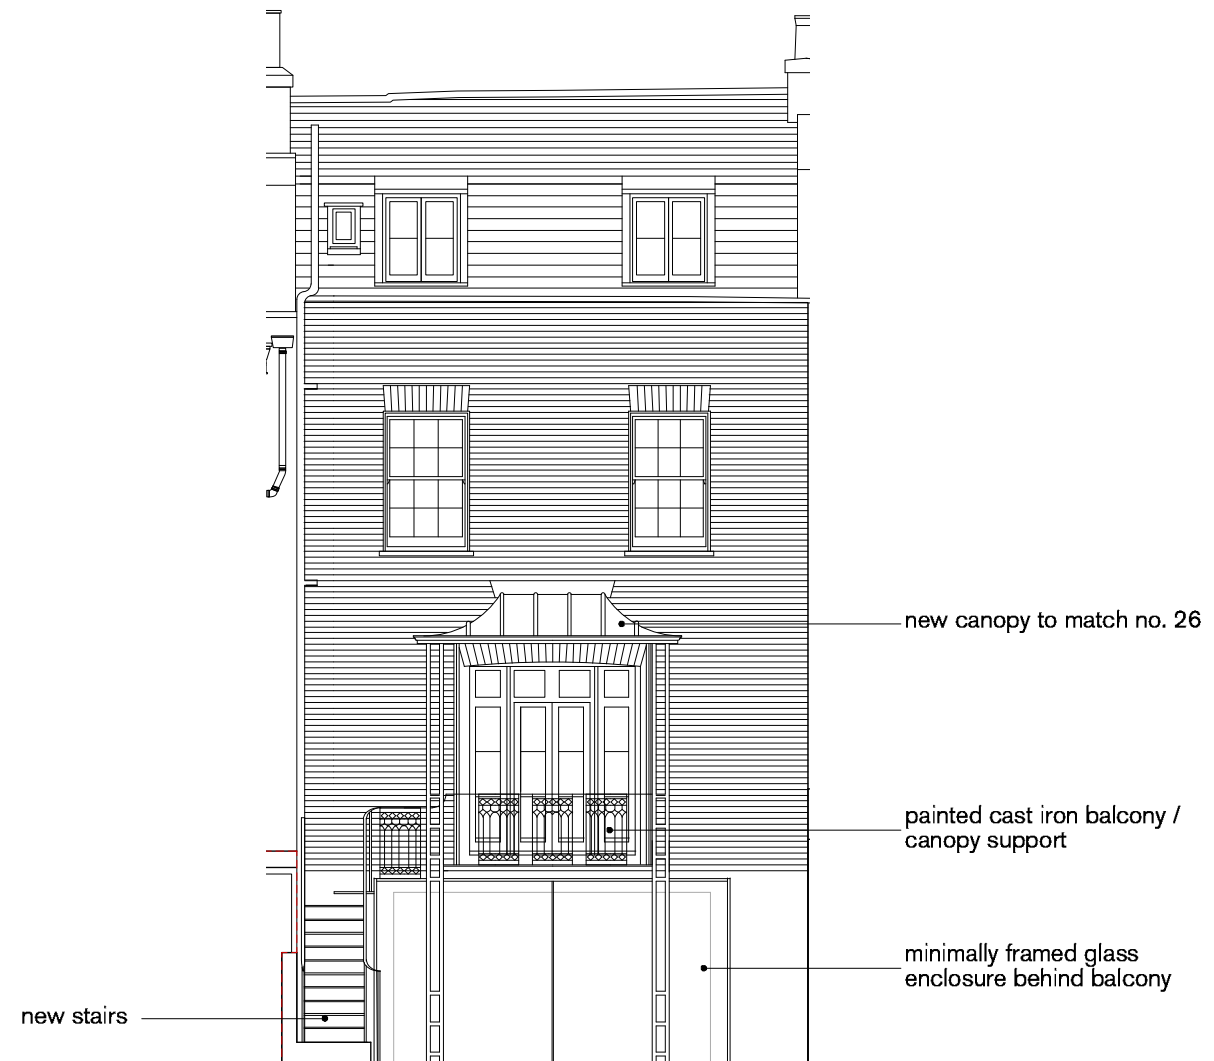 new canopy to match no. 26
painted cast iron balcony /
canopy support
minimally framed glass
enclosure behind balcony
new stairs